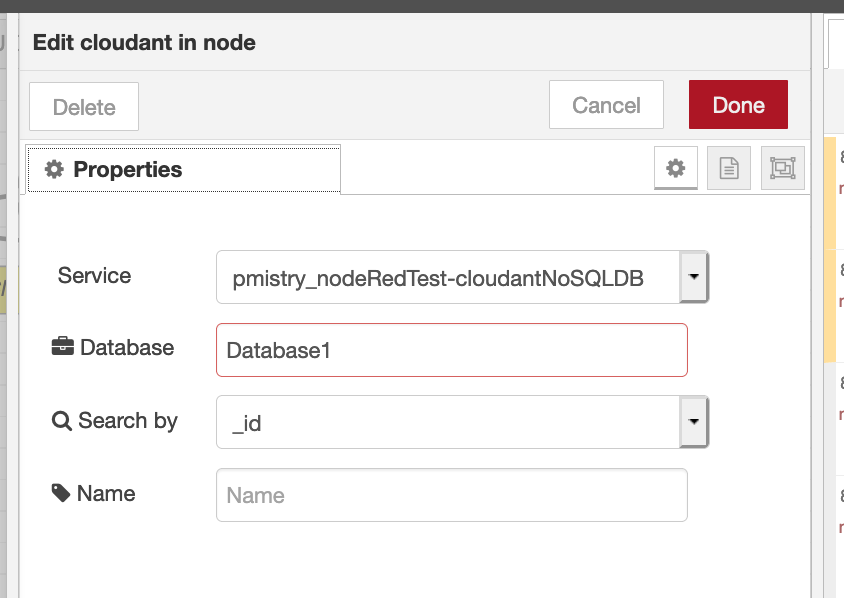 Edit cloudant in node
Delete
Cancel
Done
Properties
Service
pmistry_nodeRedTest-cloudantNoSQLDB
Database
Database1
Search by
_id
Name
Name